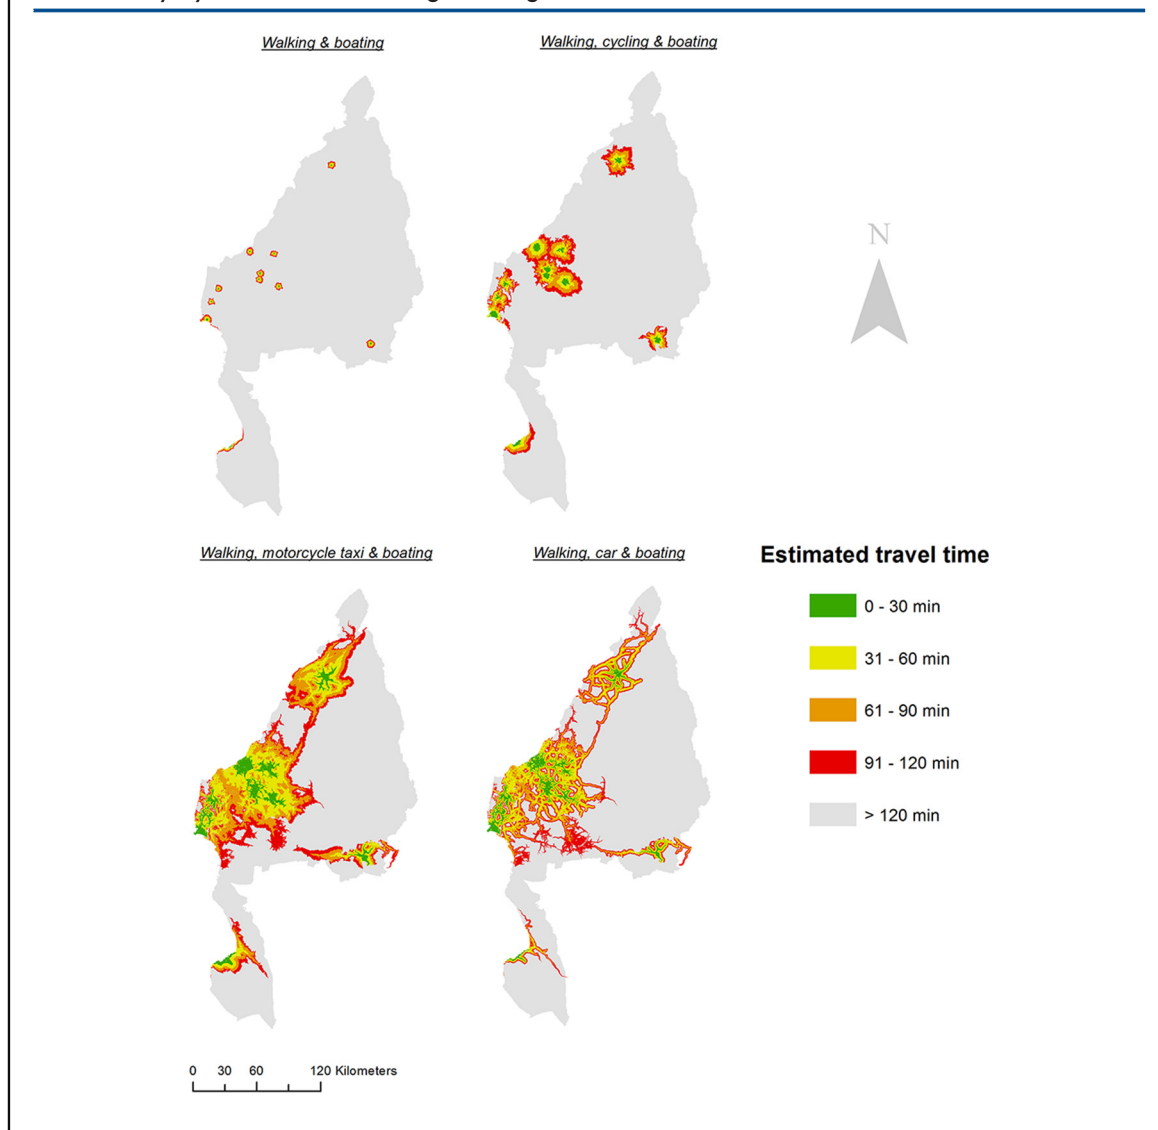 Walking & boating
Walking, cycling & boating
N
Walking, motorcycle taxi & boating
Walking, car & boating
Estimated travel time
0 - 30 min
31 - 60 min
61 - 90 min
91 - 120 min
> 120 min
0 30 60 120 Kilometers